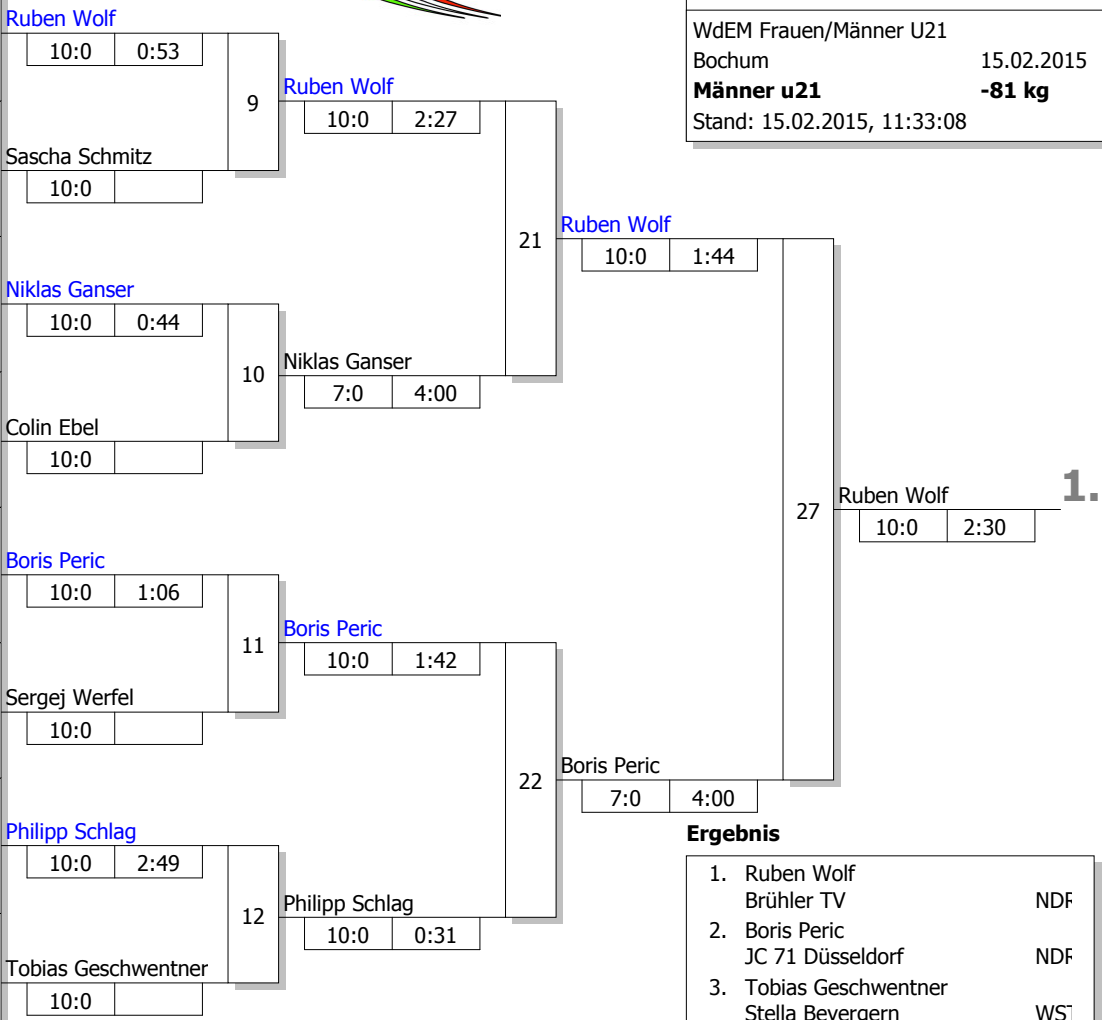 Ruben Wolf
10:0 0:53
9
Sascha Schmitz
10:0
Niklas Ganser
10:0 0:44
10
Colin Ebel
10:0
Boris Peric
10:0 1:06
11
Sergej Werfel
10:0
Philipp Schlag
10:0 2:49
12
Tobias Geschwentner
10:0
Ruben Wolf
10:0 2:27
21
Niklas Ganser
7:0 4:00
Boris Peric
10:0 1:42
22
Philipp Schlag
10:0 0:31
Ruben Wolf
10:0 1:44
27
Boris Peric
7:0 4:00
Ruben Wolf 1.
10:0 2:30
WdEM Frauen/Männer U21
Bochum 15.02.2015
Männer u21 -81 kg
Stand: 15.02.2015, 11:33:08
Ergebnis
1. Ruben Wolf
Brühler TV
2. Boris Peric
JC 71 Düsseldorf
3. Tobias Geschwentner
Stella Bevergern